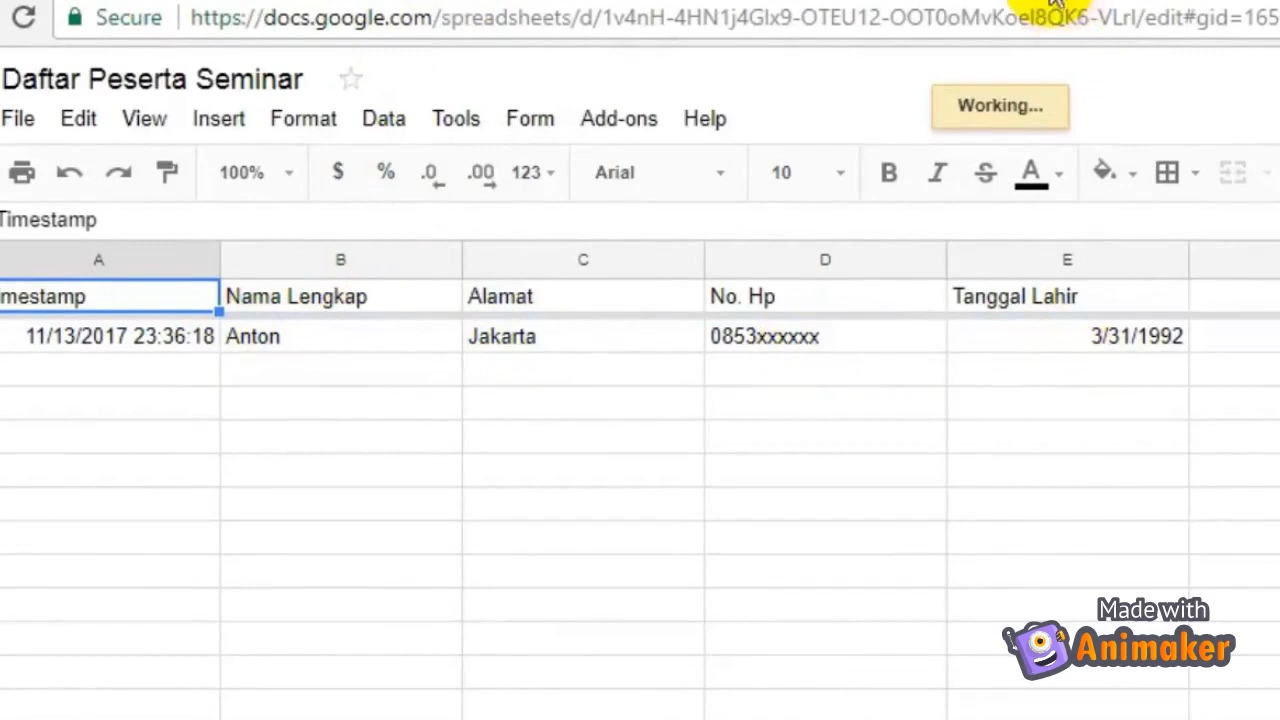 Secure https://docs.google.com/spreadsheets/d/1v4nH-4HN1j4Glx9-OTEU12-OOT0oMvKoel8QK6-VLrI/edit#gid=165
Daftar Peserta Seminar
Working...
File Edit View Insert Format Data Tools Form Add-ons Help
100% $ % .0 .00 123 Arial 10 B I S A
Timestamp
A B C D E
mestamp Nama Lengkap Alamat No. Hp Tanggal Lahir
11/13/2017 23:36:18 Anton Jakarta 0853xxxxxx 3/31/1992
Made with
Animaker